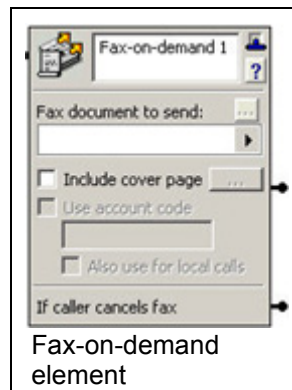 Fax-on-demand 1
?
Fax document to send: ...
Include cover page ...
Use account code
Also use for local calls
If caller cancels fax
Fax-on-demand
element